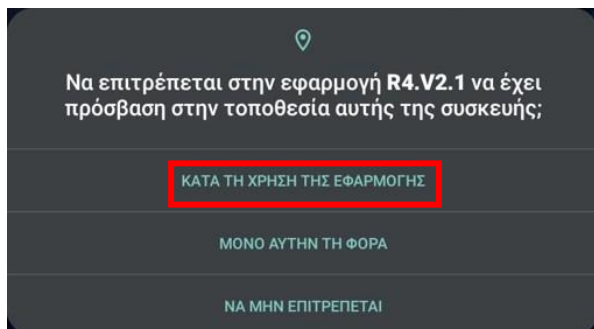 Να επιτρέπεται στην εφαρμογή R4.V2.1 να έχει
πρόσβαση στην τοποθεσία αυτής της συσκευής;
ΚΑΤΑ ΤΗ ΧΡΗΣΗ ΤΗΣ ΕΦΑΡΜΟΓΗΣ
ΜΟΝΟ ΑΥΤΗΝ ΤΗ ΦΟΡΑ
ΝΑ ΜΗΝ ΕΠΙΤΡΕΠΕΤΑΙ